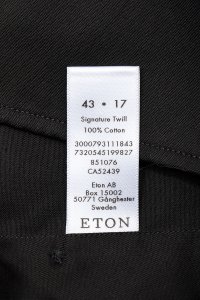 43 • 17
Signature Twill
100% Cotton
3000793111843
7320545199827
851076
CA52439
Eton AB
Box 15002
50771 Gånghester
Sweden
ETON